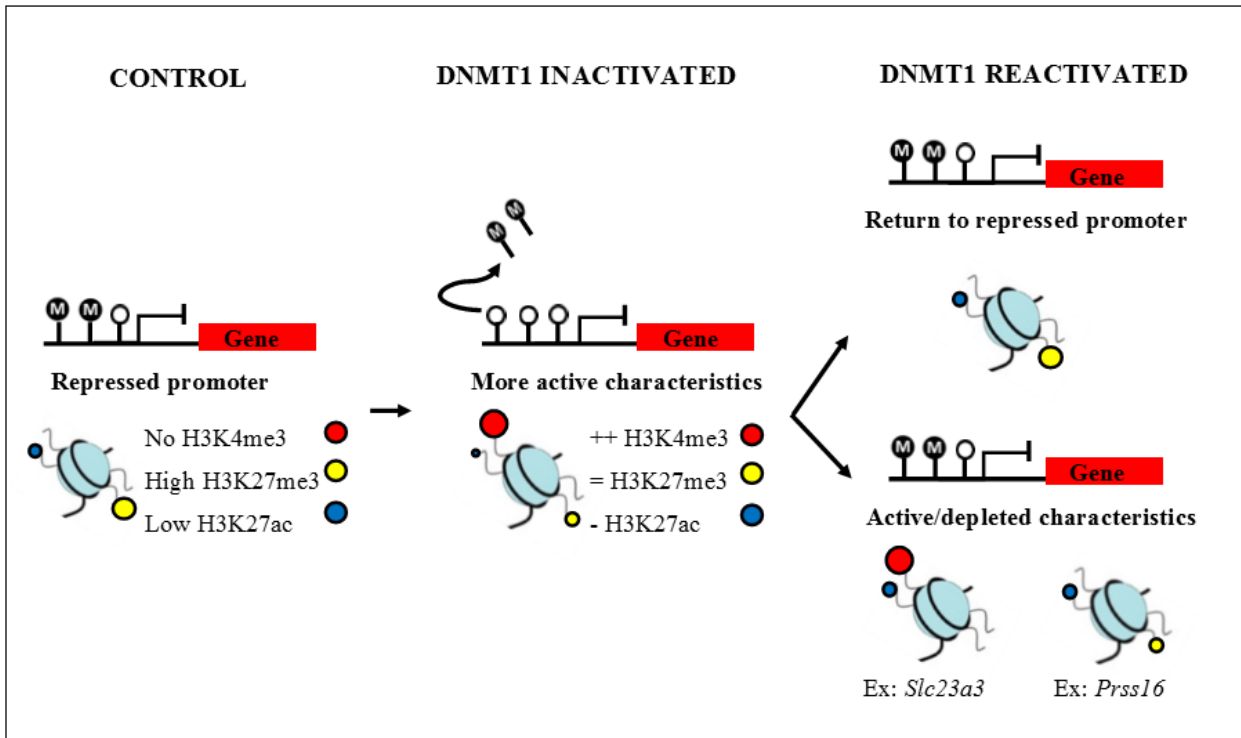 CONTROL
DNMT1 INACTIVATED
DNMT1 REACTIVATED
M M
Gene
Return to repressed promoter
M
M
M M
Gene
Repressed promoter
No H3K4me3
High H3K27me3
Low H3K27ac
Gene
More active characteristics
++ H3K4me3
= H3K27me3
- H3K27ac
M M
Gene
Active/depleted characteristics
Ex: Slc23a3
Ex: Prss16